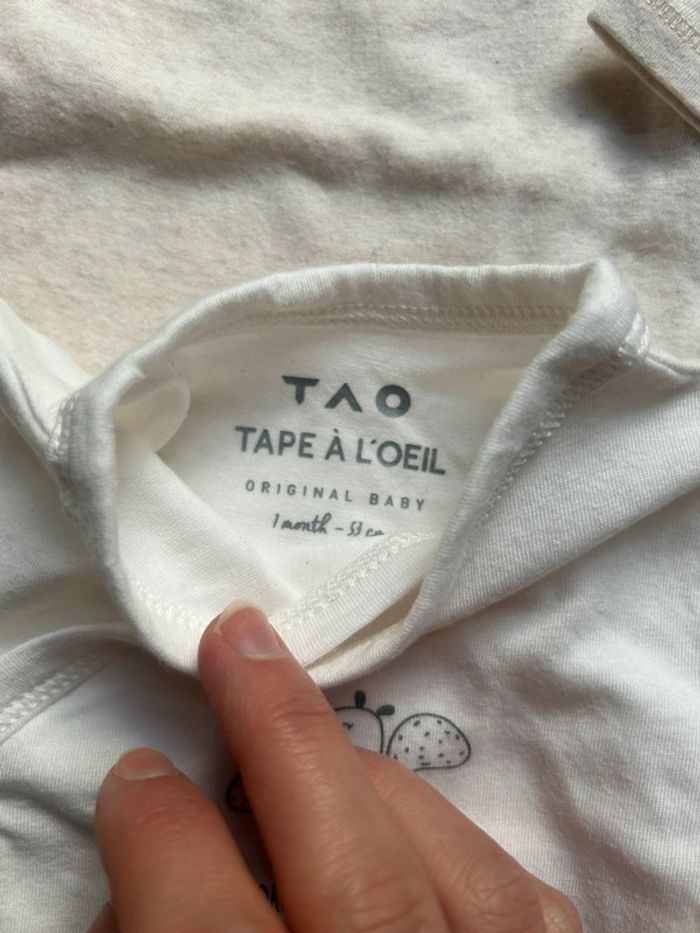 TAO
TAPE À L'OEIL
ORIGINAL BABY
1 month - 53 cm